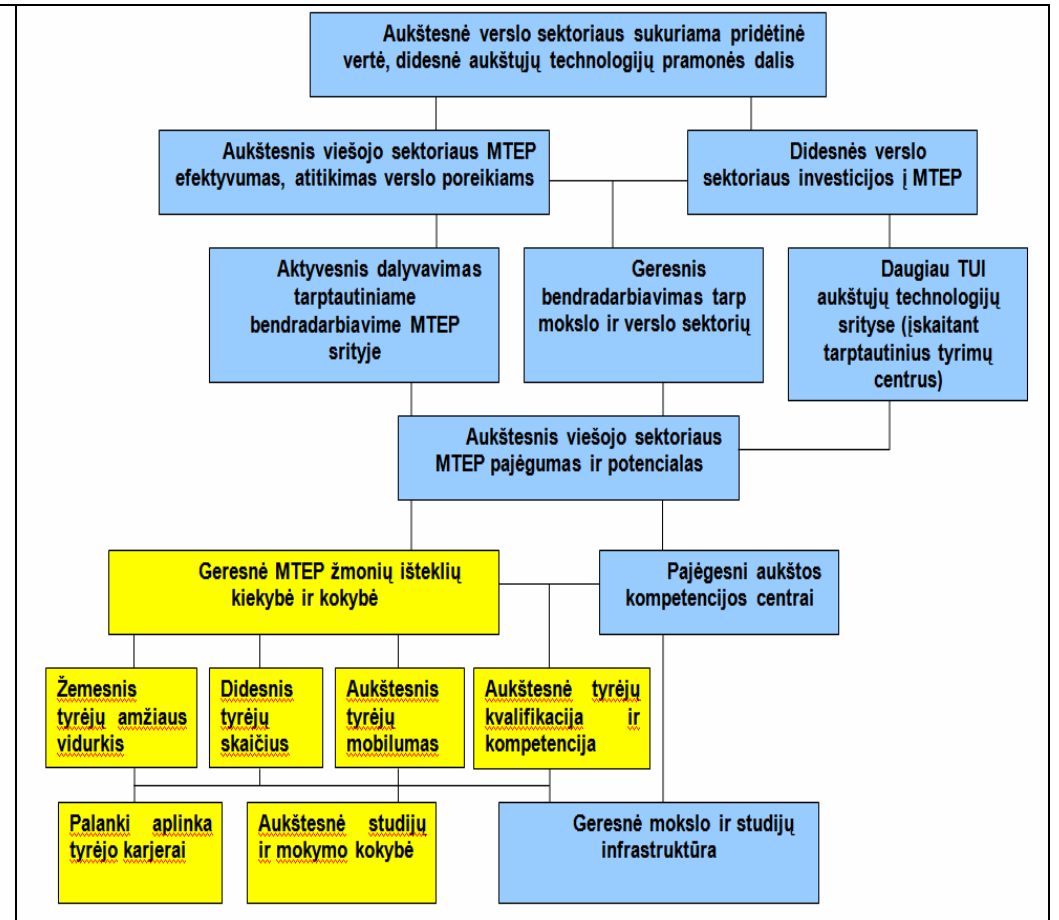 Aukštesnė verslo sektoriaus sukuriama pridėtinė
vertė, didesnė aukštųjų technologijų pramonės dalis
Aukštesnis viešojo sektoriaus MTEP
efektyvumas, atitikimas verslo poreikiams
Didesnės verslo
sektoriaus investicijos į MTEP
Aktyvesnis dalyvavimas
tarptautiniame
bendradarbiavime MTEP
srityje
Geresnis
bendradarbiavimas tarp
mokslo ir verslo sektorių
Daugiau TUI
aukštųjų technologijų
srityse (įskaitant
tarptautinius tyrimų
centrus)
Aukštesnis viešojo sektoriaus
MTEP pajėgumas ir potencialas
Geresnė MTEP žmonių išteklių
kiekybė ir kokybė
Pajėgesni aukštos
kompetencijos centrai
Žemesnis
tyrėjų amžiaus
vidurkis
Didesnis
tyrėjų
skaičius
Aukštesnis
tyrėjų
mobilumas
Aukštesnė tyrėjų
kvalifikacija ir
kompetencija
Palanki aplinka
tyrėjo karjerai
Aukštesnė studijų
ir mokymo kokybė
Geresnė mokslo ir studijų
infrastruktūra